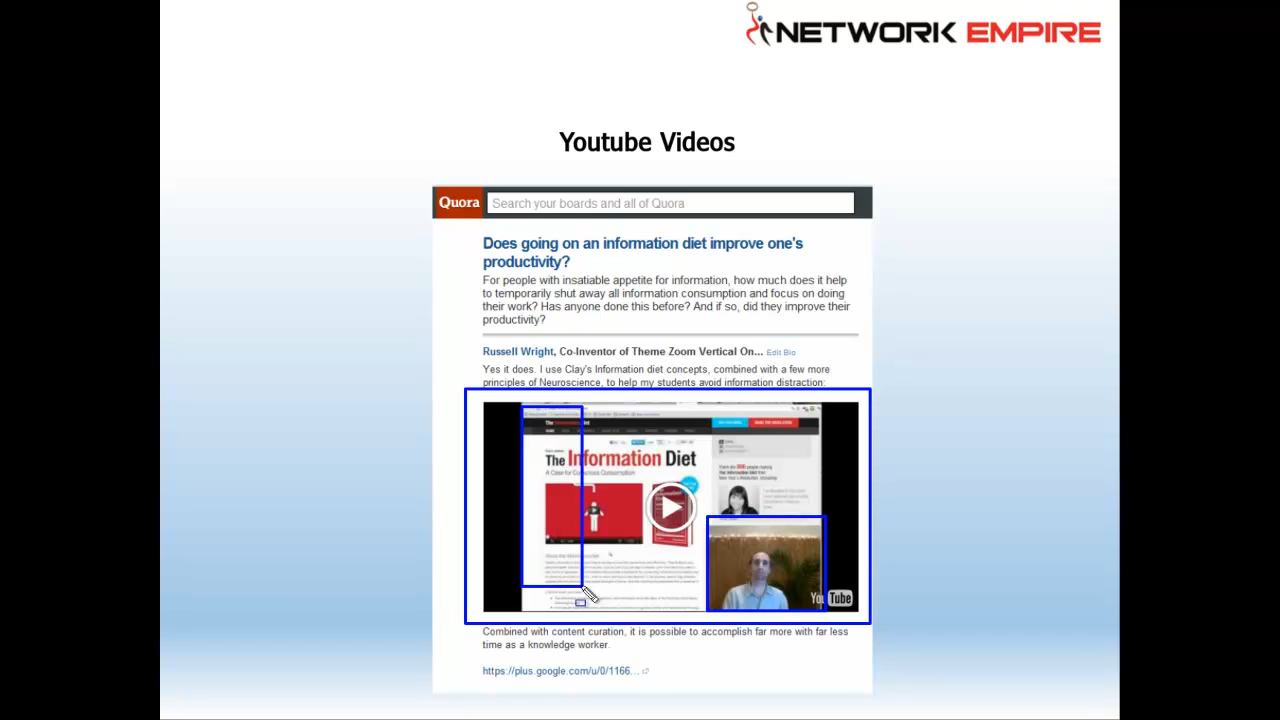 NETWORK EMPIRE
Youtube Videos
Quora
Search your boards and all of Quora
Does going on an information diet improve one's
productivity?
For people with insatiable appetite for information, how much does it help
to temporarily shut away all information consumption and focus on doing
their work? Has anyone done this before? And if so, did they improve their
productivity?
Russell Wright, Co-Inventor of Theme Zoom Vertical On... Edit Bio
Yes it does. I use Clay's Information diet concepts, combined with a few more
principles of Neuroscience, to help my students avoid information distraction:
The Information Diet
A Case for Conscious Consumption
You Tube
Combined with content curation, it is possible to accomplish far more with far less
time as a knowledge worker.
https://plus.google.com/u/0/1166...